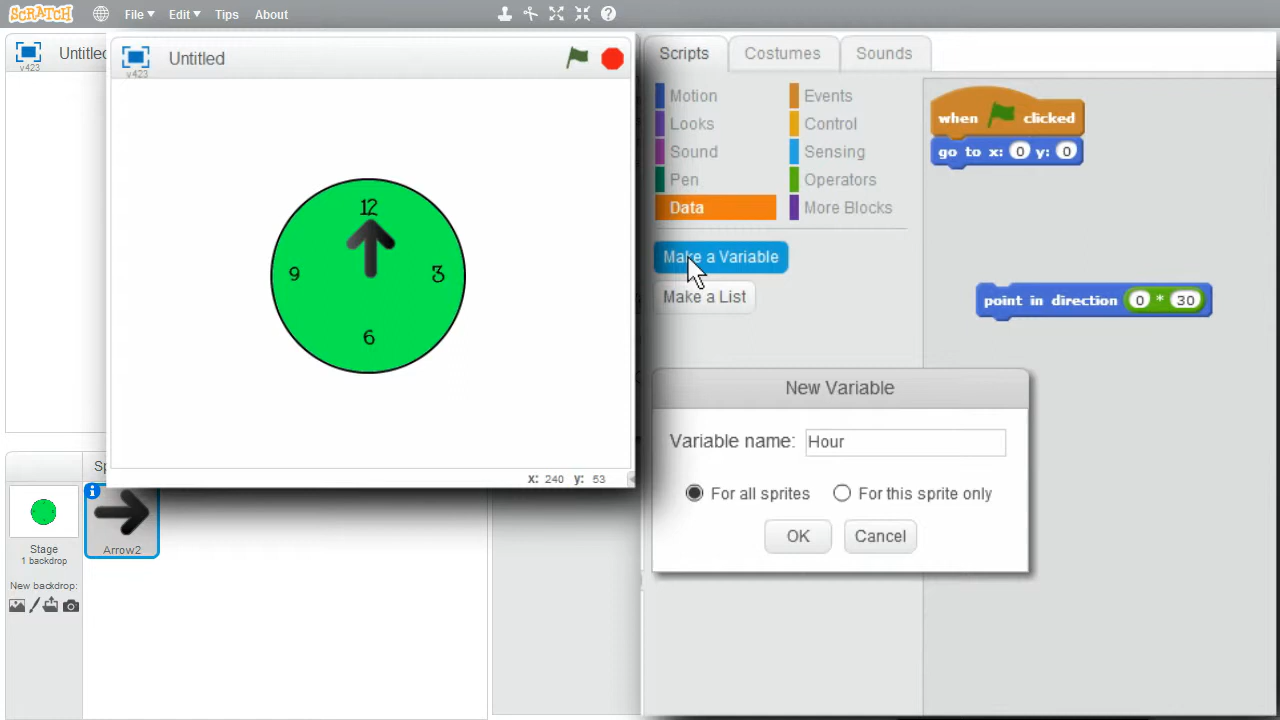 SCRATCH File Edit Tips About
Untitled
v423
Untitled
v423
12
9
3
6
x: 240 y: 53
Sp
Stage
1 backdrop
New backdrop:
Arrow2
Scripts Costumes Sounds
Motion Events
Looks Control
Sound Sensing
Pen Operators
Data More Blocks
Make a Variable
Make a List
New Variable
Variable name: Hour
For all sprites For this sprite only
OK Cancel
when clicked
go to x: 0 y: 0
point in direction 0 * 30